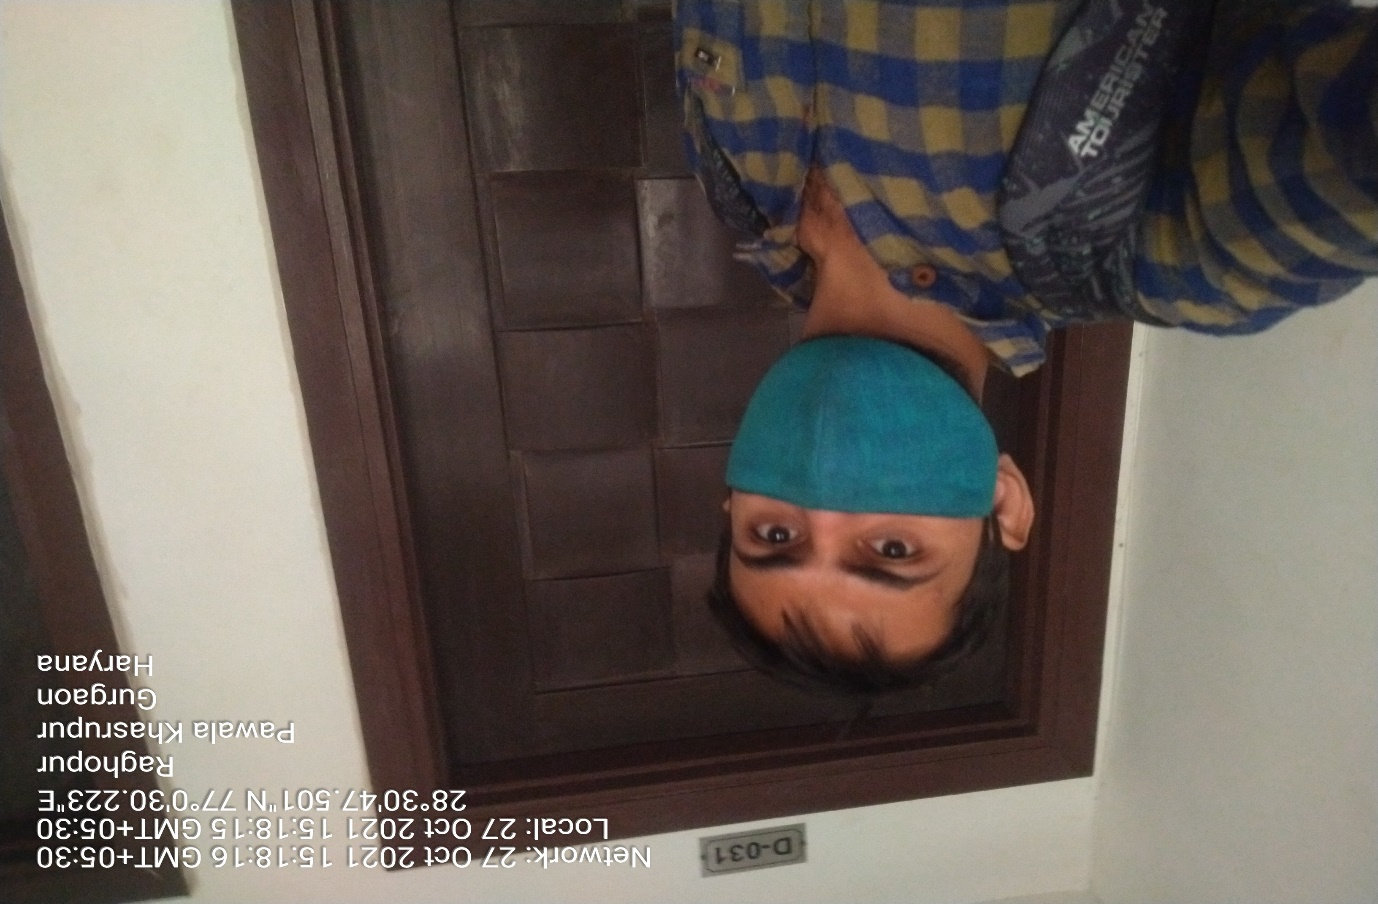 Network: 27 Oct 2021 15:18:16 GMT+05:30
Local: 27 Oct 2021 15:18:15 GMT+05:30
28°30'47.501"N 77°0'30.223"E
Raghopur
Pawala Khasrupur
Gurgaon
Haryana
D-031
AMERICAN
TOURISTER